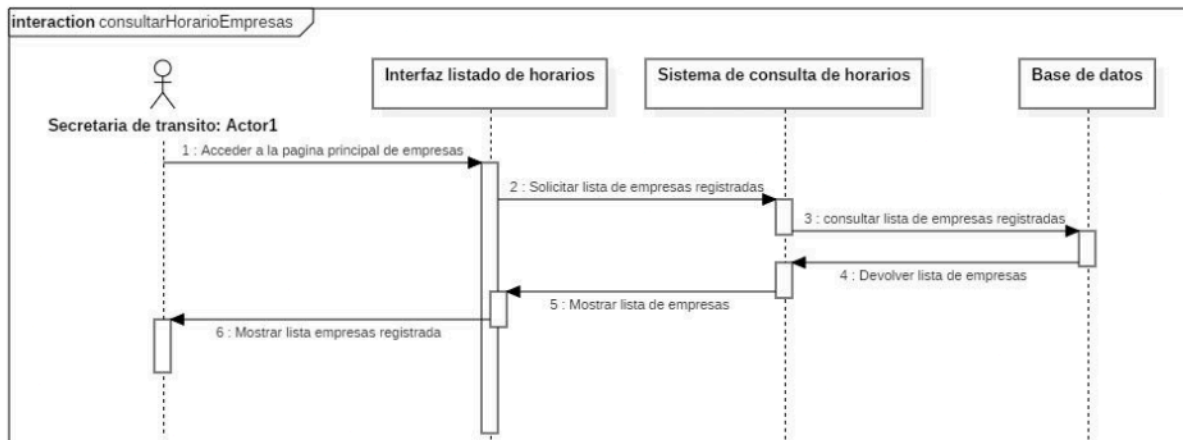 interaction consultarHorarioEmpresas
Interfaz listado de horarios
Sistema de consulta de horarios
Base de datos
Secretaria de transito: Actor1
1 : Acceder a la pagina principal de empresas
2 : Solicitar lista de empresas registradas
3 : consultar lista de empresas registradas
4 : Devolver lista de empresas
5 : Mostrar lista de empresas
6 : Mostrar lista empresas registrada